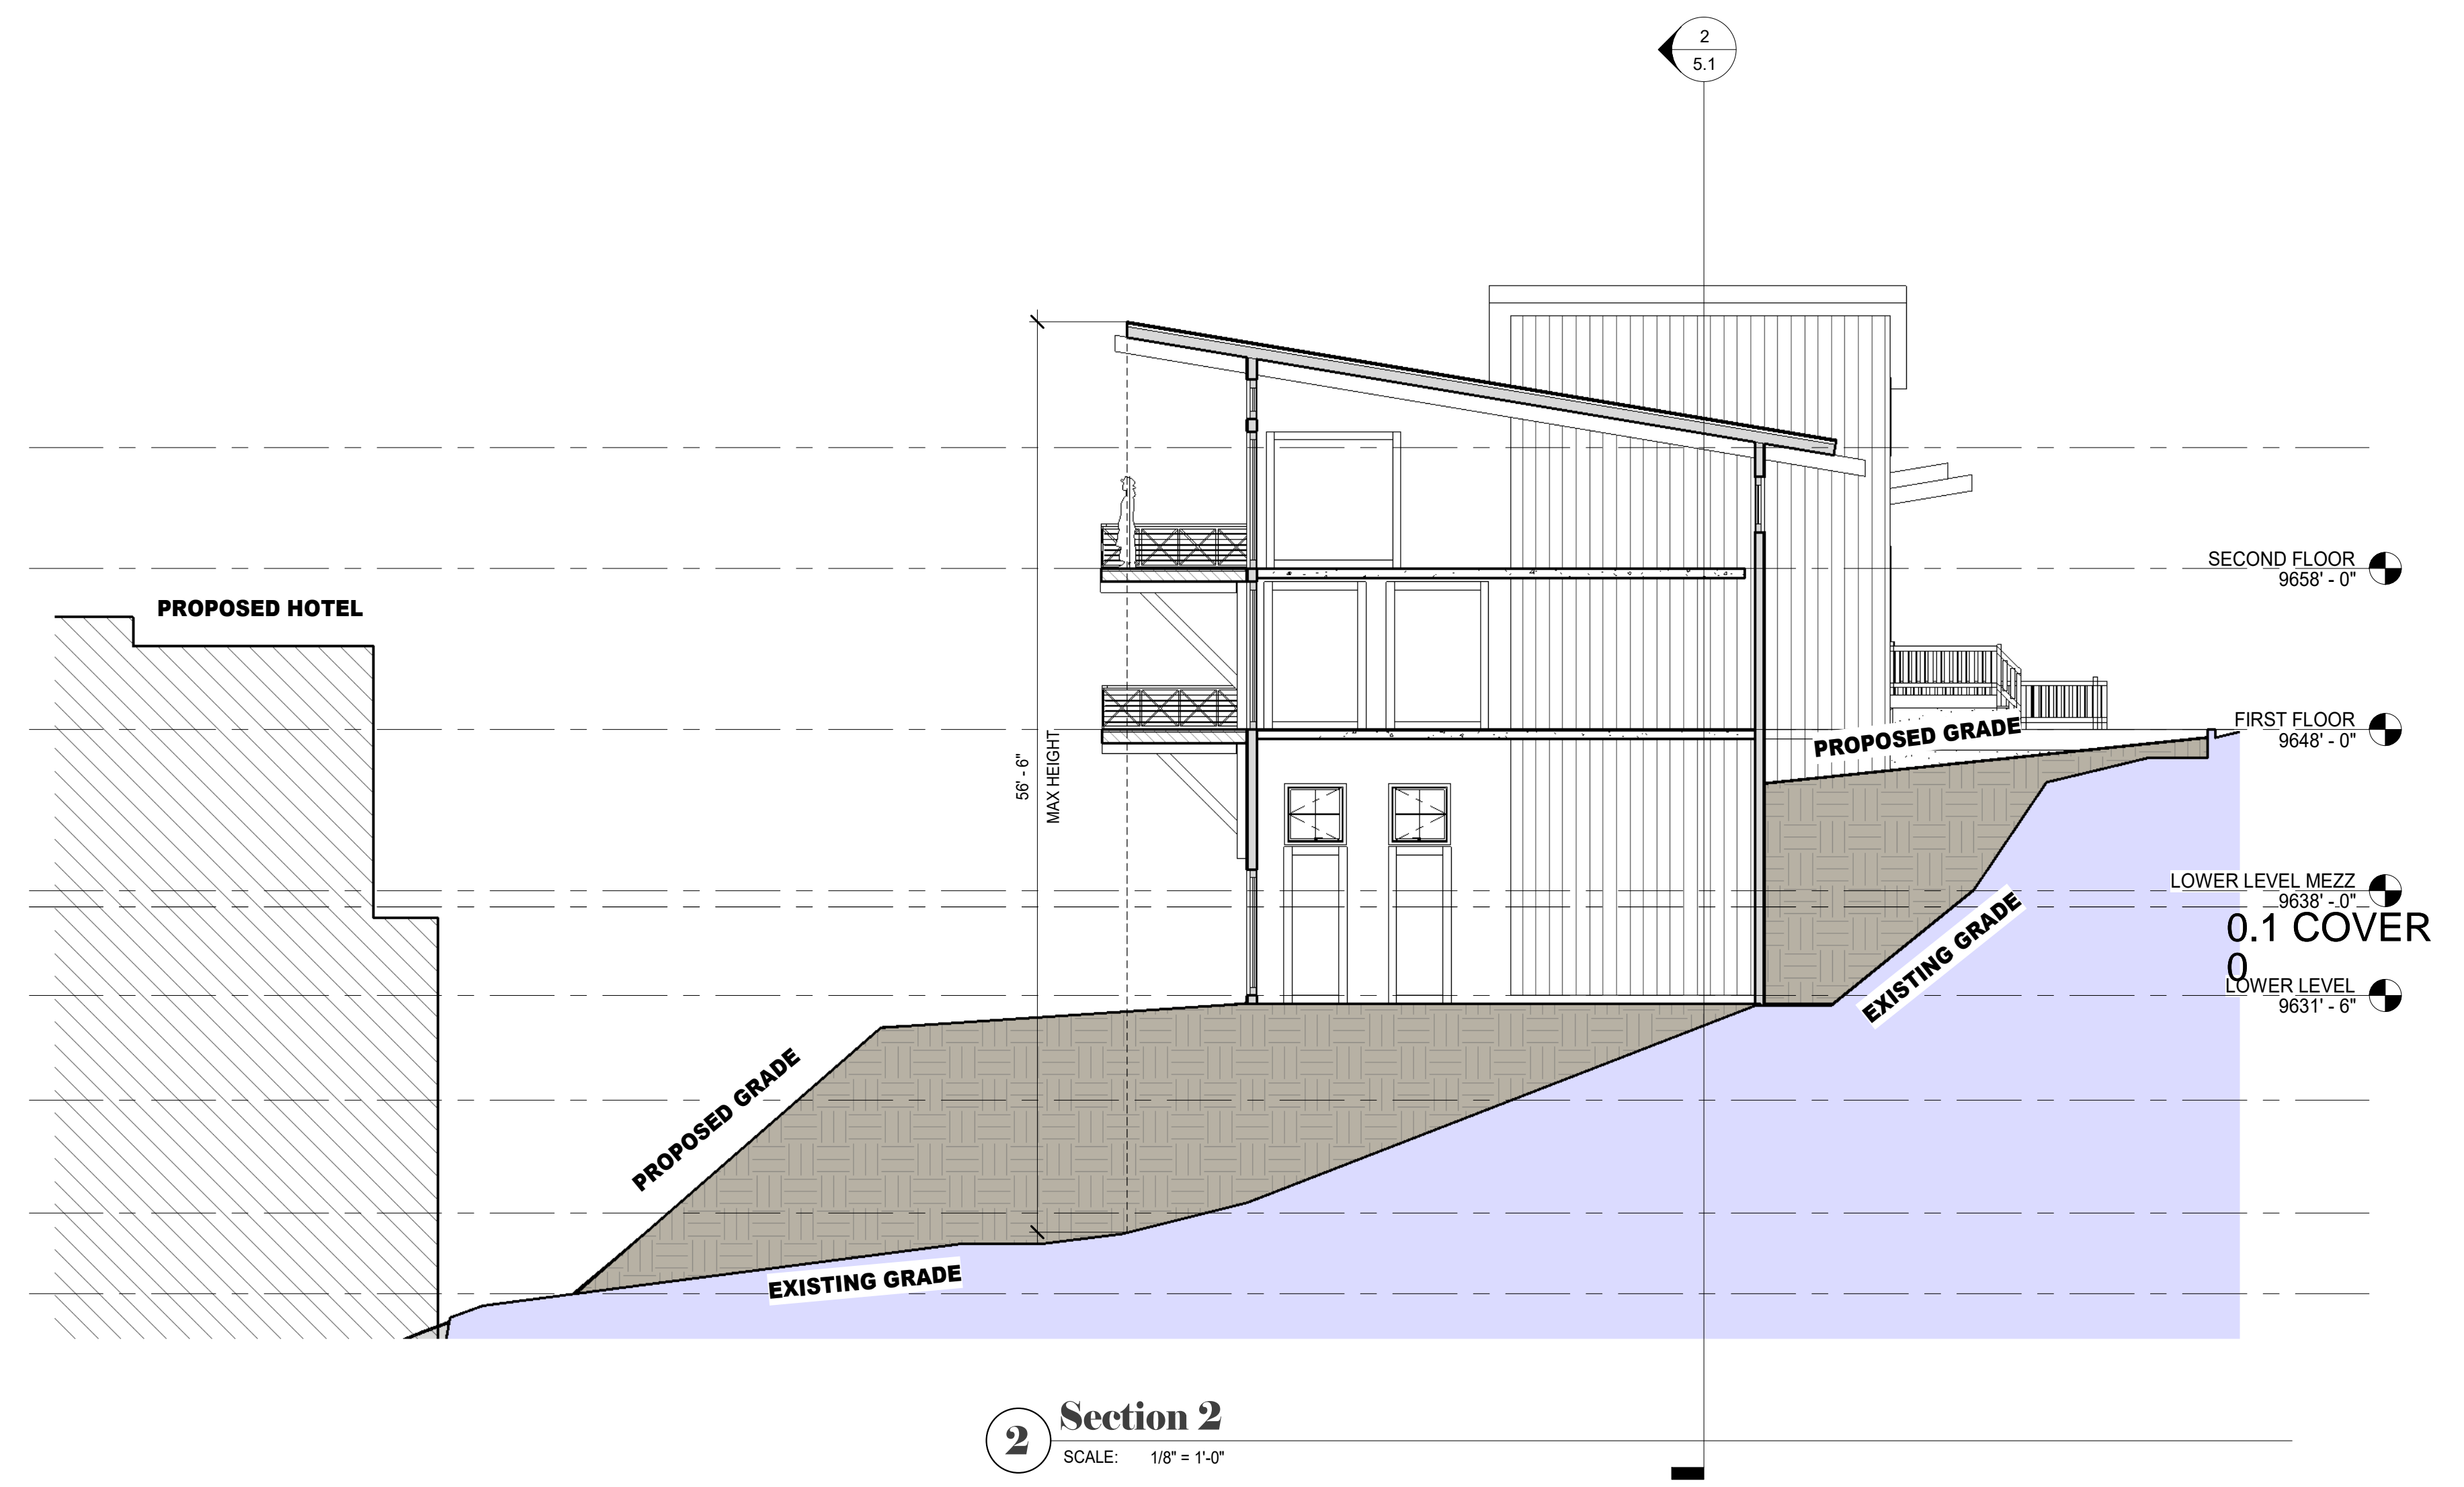 2
5.1
SECOND FLOOR
9658' - 0"
PROPOSED HOTEL
FIRST FLOOR
9648' - 0"
PROPOSED GRADE
56' - 6"
MAX HEIGHT
LOWER LEVEL MEZZ
9638' - 0"
0.1 COVER
0
EXISTING GRADE
LOWER LEVEL
9631' - 6"
PROPOSED GRADE
EXISTING GRADE
2
Section 2
SCALE: 1/8" = 1'-0"